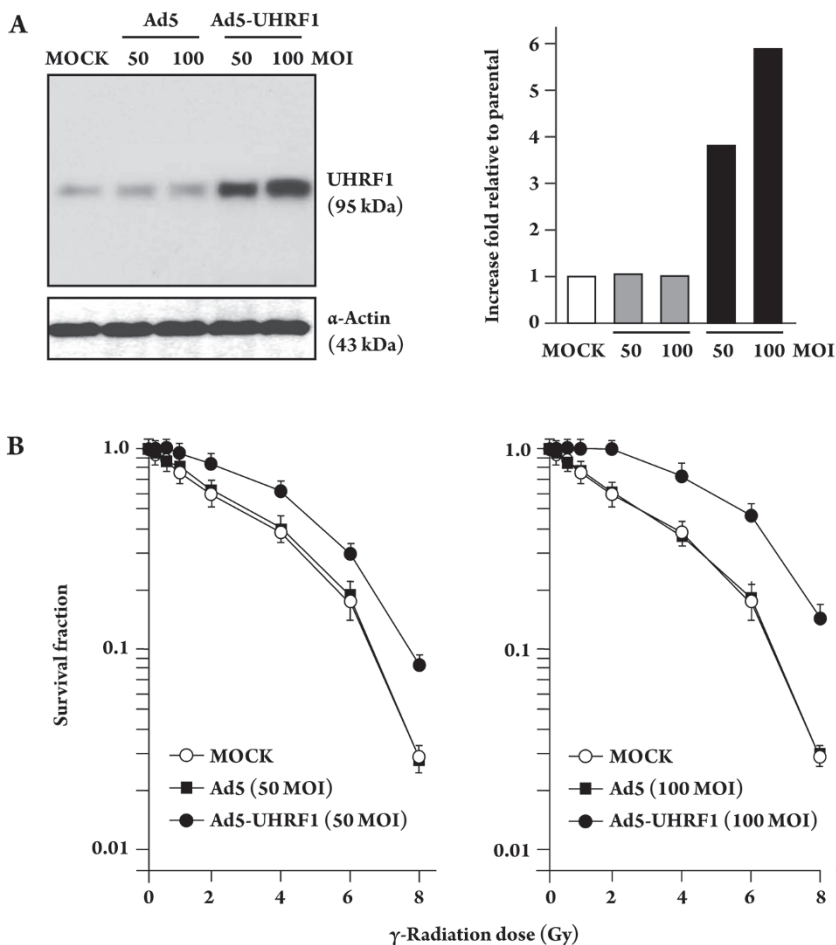 A
Ad5 Ad5-UHRF1
MOCK 50 100 50 100 MOI
UHRF1
(95 kDa)
α-Actin
(43 kDa)
Increase fold relative to parental
6
5
4
3
2
1
0
MOCK 50 100 50 100 MOI
B
Survival fraction
1.0
0.1
0.01
MOCK
Ad5 (50 MOI)
Ad5-UHRF1 (50 MOI)
0 2 4 6 8
1.0
0.1
0.01
MOCK
Ad5 (100 MOI)
Ad5-UHRF1 (100 MOI)
0 2 4 6 8
γ-Radiation dose (Gy)